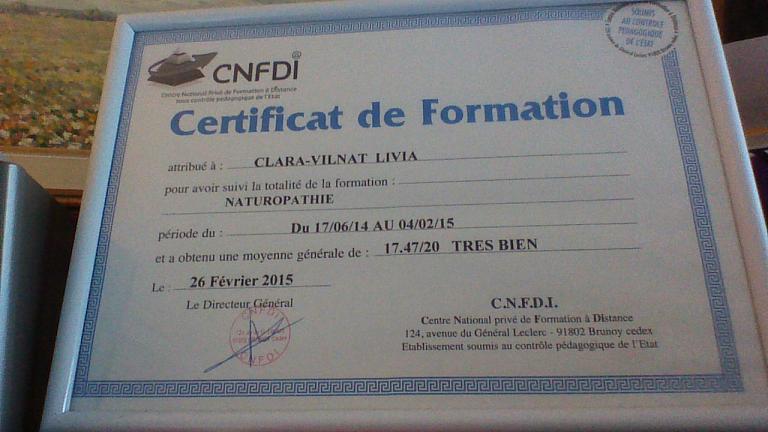 SOUMIS
AU CONTROLE
PEDAGOGIQUE
DE L'ETAT
CNFDI
Centre National Privé de Formation à Distance
sous contrôle pédagogique de l'Etat
Certificat de Formation
attribué à : CLARA-VILNAT LIVIA
pour avoir suivi la totalité de la formation :
NATUROPATHIE
période du : Du 17/06/14 AU 04/02/15
et a obtenu une moyenne générale de : 17.47/20 TRES BIEN
Le : 26 Février 2015
Le Directeur Général
CNFDI
CNFDI
C.N.F.D.I.
Centre National privé de Formation à Distance
124, avenue du Général Leclerc - 91802 Brunoy cedex
Etablissement soumis au contrôle pédagogique de l'Etat